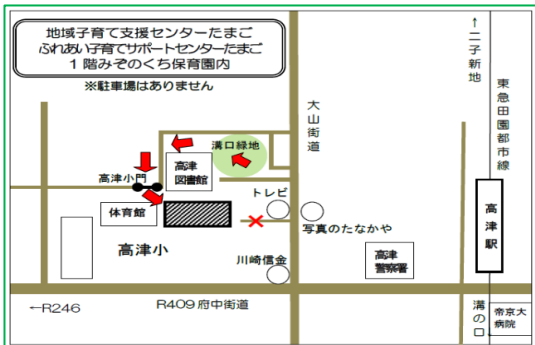 地域子育て支援センターたまご
ふれあい子育てサポートセンターたまご
1階みぞのくち保育園内
※駐車場はありません
↑二子新地
東急田園都市線
大山街道
溝口緑地
高津
図書館
高津小門
トレビ
体育館
写真のたなかや
高津駅
高津小
川崎信金
高津
警察署
←R246
R409府中街道
溝の口
帝京大
病院